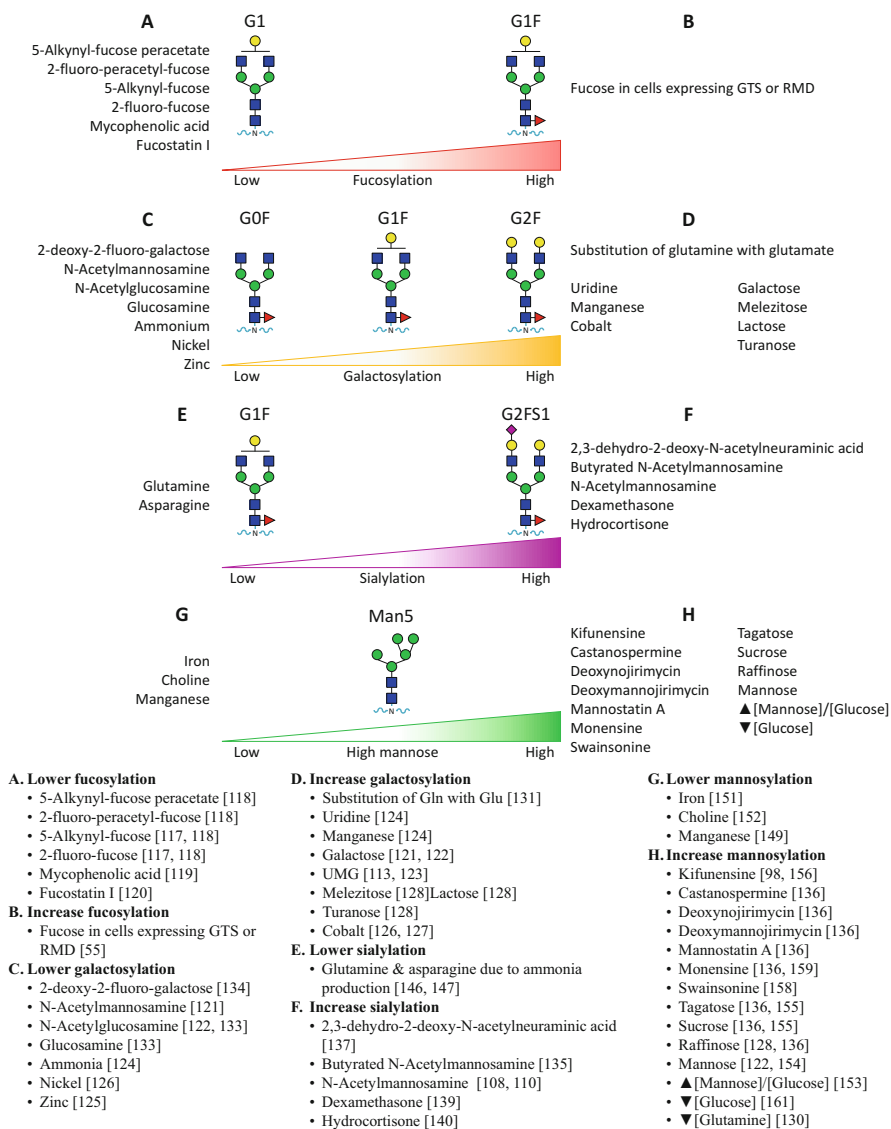 A
G1
G1F
B
5-Alkynyl-fucose peracetate
2-fluoro-peracetyl-fucose
5-Alkynyl-fucose
2-fluoro-fucose
Mycophenolic acid
Fucostatin I
Fucose in cells expressing GTS or RMD
N
N
Low
Fucosylation
High
C
G0F
G1F
G2F
D
2-deoxy-2-fluoro-galactose
N-Acetylmannosamine
N-Acetylglucosamine
Glucosamine
Ammonium
Nickel
Zinc
Substitution of glutamine with glutamate
Uridine
Manganese
Cobalt
Galactose
Melezitose
Lactose
Turanose
N
N
N
Low
Galactosylation
High
E
G1F
G2FS1
F
Glutamine
Asparagine
2,3-dehydro-2-deoxy-N-acetylneuraminic acid
Butyrated N-Acetylmannosamine
N-Acetylmannosamine
Dexamethasone
Hydrocortisone
N
N
Low
Sialylation
High
G
Man5
H
Iron
Choline
Manganese
Kifunensine
Castanospermine
Deoxynojirimycin
Deoxymannojirimycin
Mannostatin A
Monensine
Swainsonine
Tagatose
Sucrose
Raffinose
Mannose
▲[Mannose]/[Glucose]
▼[Glucose]
N
Low
High mannose
High
A. Lower fucosylation
• 5-Alkynyl-fucose peracetate [118]
• 2-fluoro-peracetyl-fucose [118]
• 5-Alkynyl-fucose [117, 118]
• 2-fluoro-fucose [117, 118]
• Mycophenolic acid [119]
• Fucostatin I [120]
B. Increase fucosylation
• Fucose in cells expressing GTS or
RMD [55]
C. Lower galactosylation
• 2-deoxy-2-fluoro-galactose [134]
• N-Acetylmannosamine [121]
• N-Acetylglucosamine [122, 133]
• Glucosamine [133]
• Ammonia [124]
• Nickel [126]
• Zinc [125]
D. Increase galactosylation
• Substitution of Gln with Glu [131]
• Uridine [124]
• Manganese [124]
• Galactose [121, 122]
• UMG [113, 123]
• Melezitose [128]Lactose [128]
• Turanose [128]
• Cobalt [126, 127]
E. Lower sialylation
• Glutamine & asparagine due to ammonia
production [146, 147]
F. Increase sialylation
• 2,3-dehydro-2-deoxy-N-acetylneuraminic acid
[137]
• Butyrated N-Acetylmannosamine [135]
• N-Acetylmannosamine [108, 110]
• Dexamethasone [139]
• Hydrocortisone [140]
G. Lower mannosylation
• Iron [151]
• Choline [152]
• Manganese [149]
H. Increase mannosylation
• Kifunensine [98, 156]
• Castanospermine [136]
• Deoxynojirimycin [136]
• Deoxymannojirimycin [136]
• Mannostatin A [136]
• Monensine [136, 159]
• Swainsonine [158]
• Tagatose [136, 155]
• Sucrose [136, 155]
• Raffinose [128, 136]
• Mannose [122, 154]
• ▲[Mannose]/[Glucose] [153]
• ▼[Glucose] [161]
• ▼[Glutamine] [130]